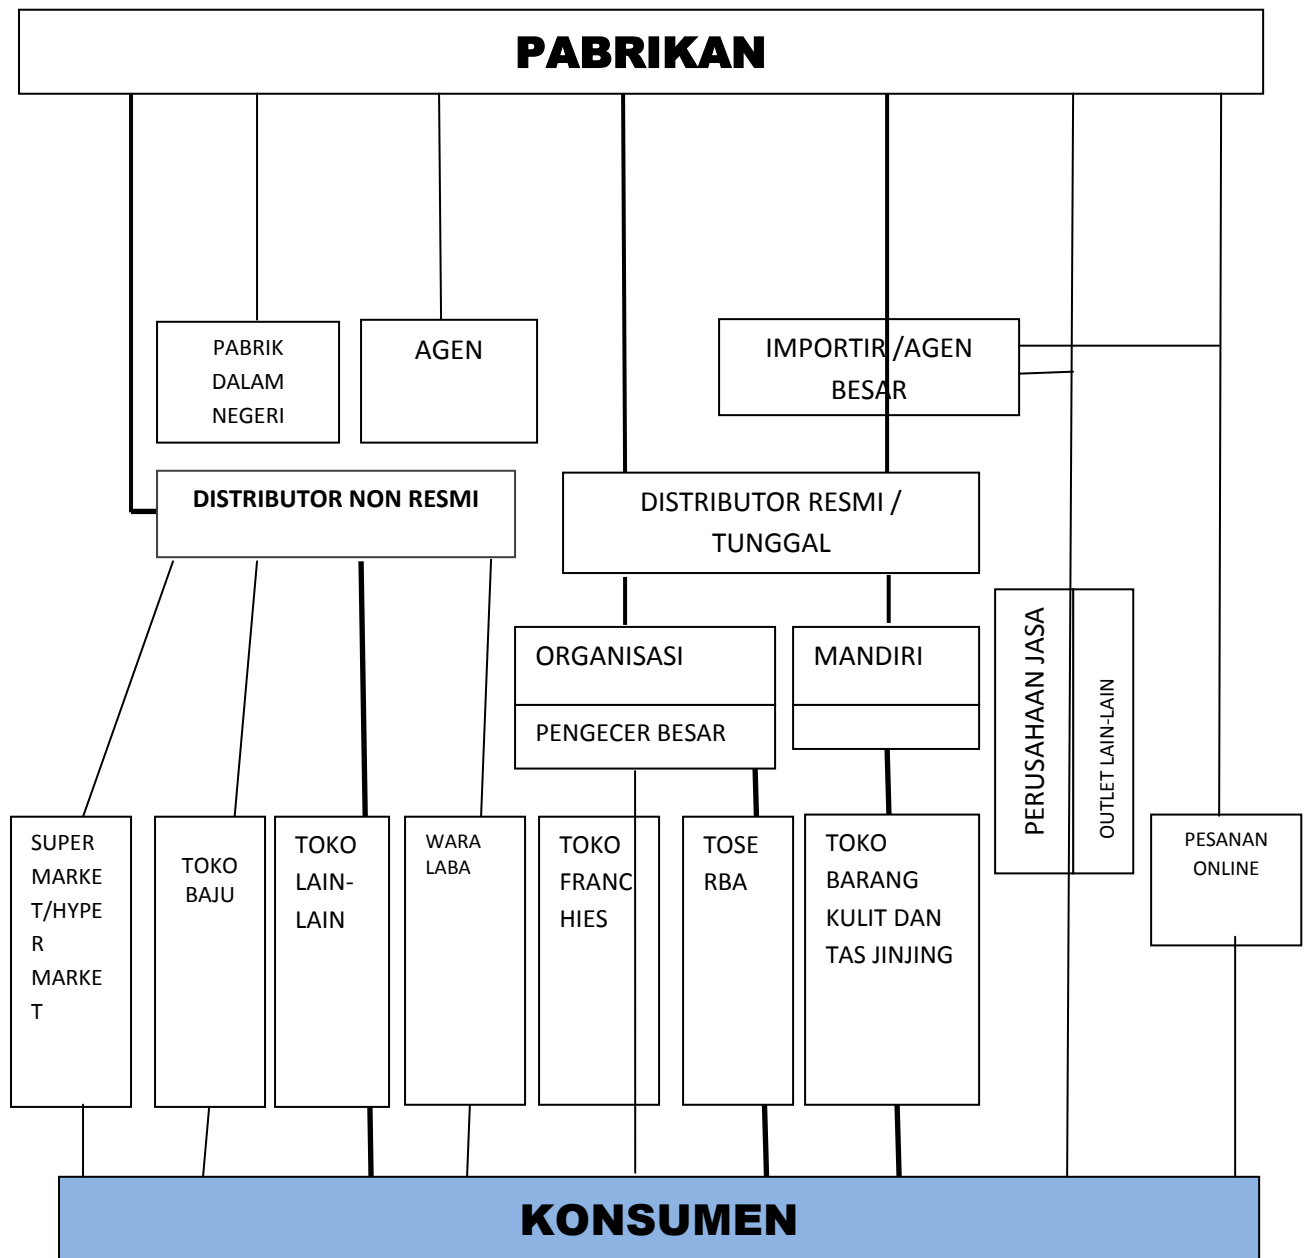 PABRIKAN
PABRIK
DALAM
NEGERI
AGEN
IMPORTIR /AGEN
BESAR
DISTRIBUTOR NON RESMI
DISTRIBUTOR RESMI /
TUNGGAL
ORGANISASI
PENGECER BESAR
MANDIRI
PERUSAHAAN JASA
OUTLET LAIN-LAIN
SUPER
MARKE
T/HYPE
R
MARKE
T
TOKO
BAJU
TOKO
LAIN-
LAIN
WARA
LABA
TOKO
FRANC
HIES
TOSE
RBA
TOKO
BARANG
KULIT DAN
TAS JINJING
PESANAN
ONLINE
KONSUMEN